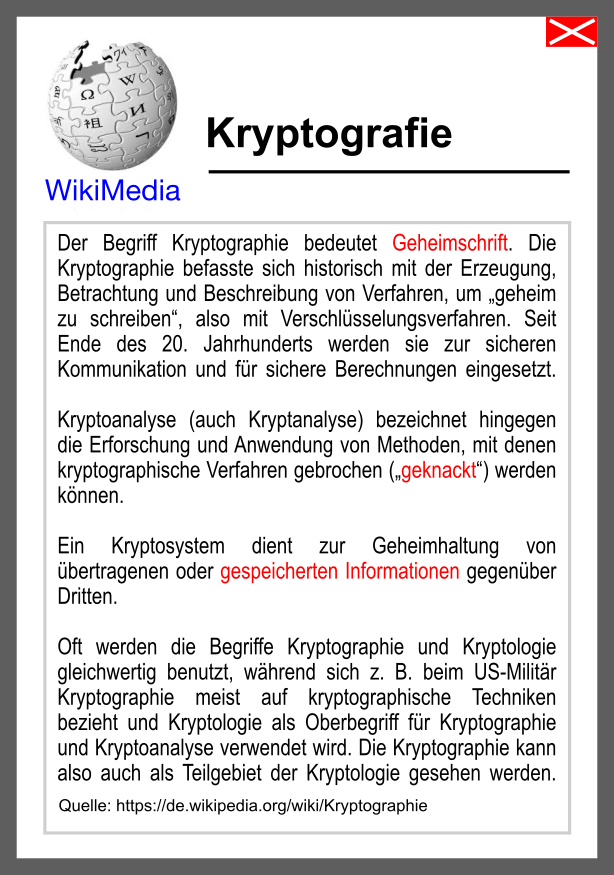 Kryptografie
WikiMedia
Der Begriff Kryptographie bedeutet Geheimschrift. Die
Kryptographie befasste sich historisch mit der Erzeugung,
Betrachtung und Beschreibung von Verfahren, um „geheim
zu schreiben“, also mit Verschlüsselungsverfahren. Seit
Ende des 20. Jahrhunderts werden sie zur sicheren
Kommunikation und für sichere Berechnungen eingesetzt.
Kryptoanalyse (auch Kryptanalyse) bezeichnet hingegen
die Erforschung und Anwendung von Methoden, mit denen
kryptographische Verfahren gebrochen („geknackt“) werden
können.
Ein Kryptosystem dient zur Geheimhaltung von
übertragenen oder gespeicherten Informationen gegenüber
Dritten.
Oft werden die Begriffe Kryptographie und Kryptologie
gleichwertig benutzt, während sich z. B. beim US-Militär
Kryptographie meist auf kryptographische Techniken
bezieht und Kryptologie als Oberbegriff für Kryptographie
und Kryptoanalyse verwendet wird. Die Kryptographie kann
also auch als Teilgebiet der Kryptologie gesehen werden.
Quelle: https://de.wikipedia.org/wiki/Kryptographie